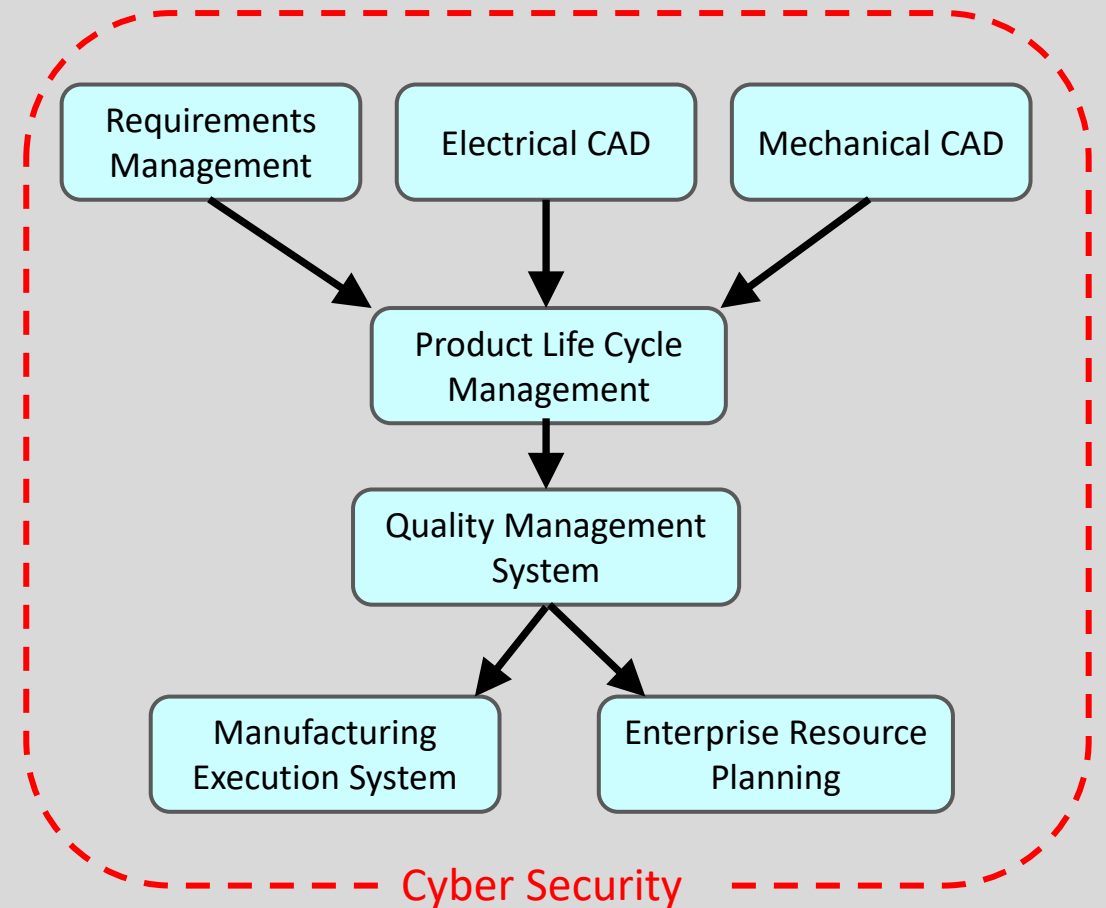 Requirements
Management
Electrical CAD
Mechanical CAD
Product Life Cycle
Management
Quality Management
System
Manufacturing
Execution System
Enterprise Resource
Planning
Cyber Security